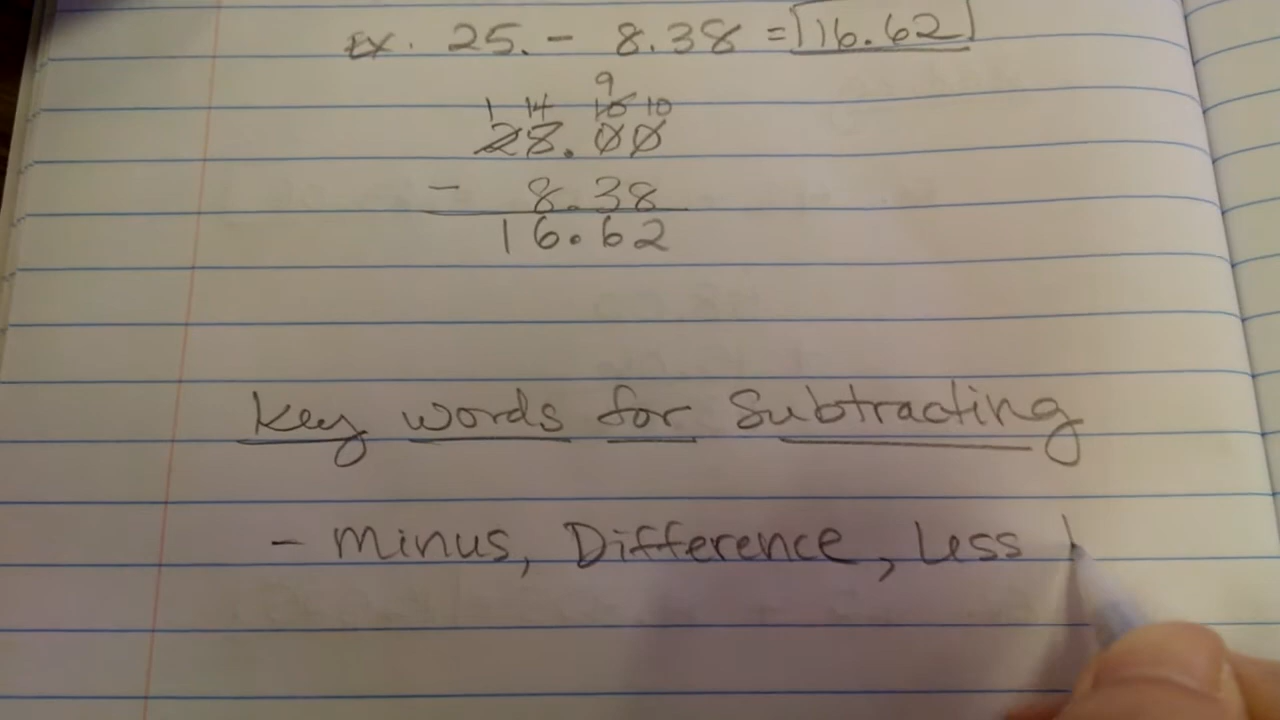 Ex. 25. - 8.38 = 16.62
9
1 14 10 10
25.00
- 8.38
16.62
Key words for Subtracting
- Minus, Difference, Less